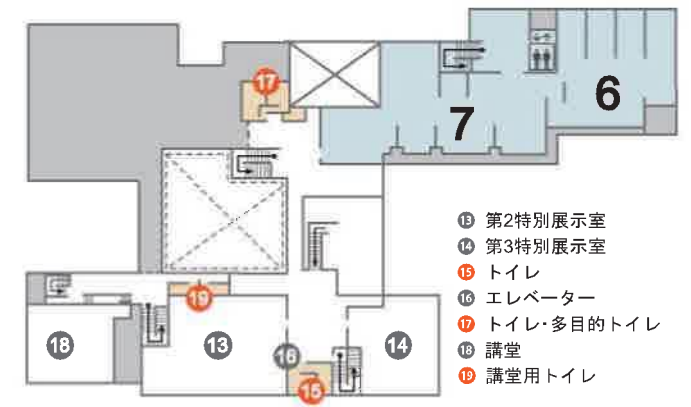 17
7
6
19
18
13
16
14
15
13 第2特別展示室
14 第3特別展示室
15 トイレ
16 エレベーター
17 トイレ・多目的トイレ
18 講堂
19 講堂用トイレ